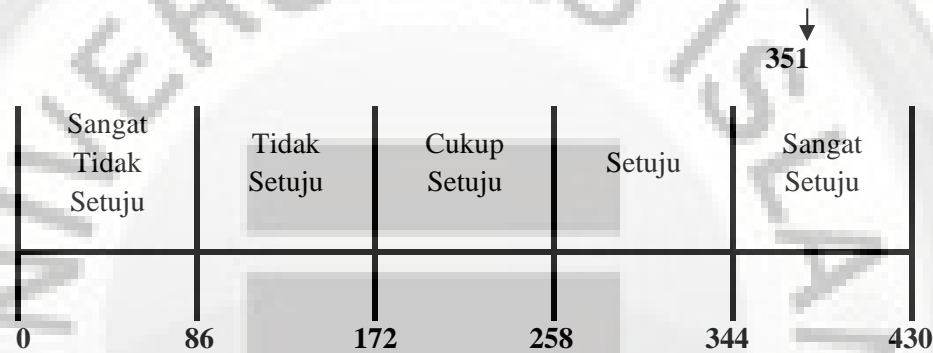 351
Sangat
Tidak
Setuju
Tidak
Setuju
Cukup
Setuju
Setuju
Sangat
Setuju
0 86 172 258 344 430